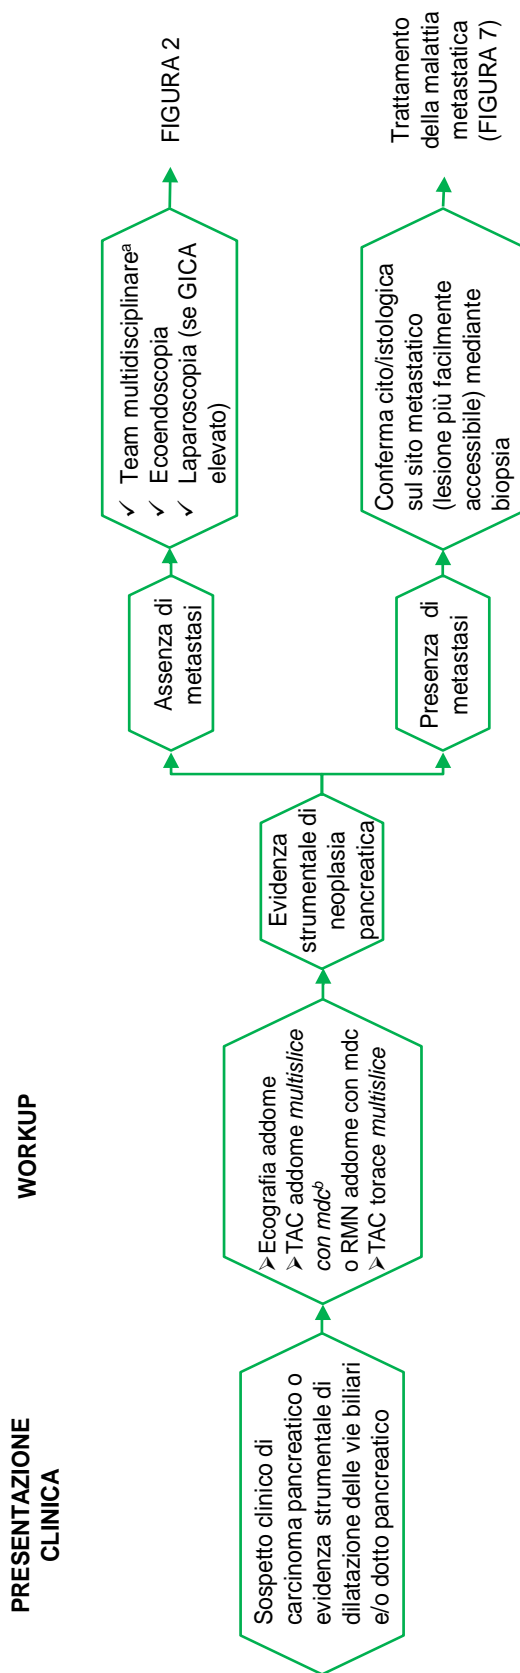 PRESENTAZIONE
CLINICA
WORKUP
Sospetto clinico di
carcinoma pancreatico o
evidenza strumentale di
dilatazione delle vie biliari
e/o dotto pancreatico
➢Ecografia addome
➢TAC addome multislice
con mdcᵇ
o RMN addome con mdc
➢TAC torace multislice
Evidenza
strumentale di
neoplasia
pancreatica
Assenza di
metastasi
✓ Team multidisciplinareᵃ
✓ Ecoendoscopia
✓ Laparoscopia (se GICA
elevato)
FIGURA 2
Presenza di
metastasi
Conferma cito/istologica
sul sito metastatico
(lesione più facilmente
accessibile) mediante
biopsia
Trattamento
della malattia
metastatica
(FIGURA 7)